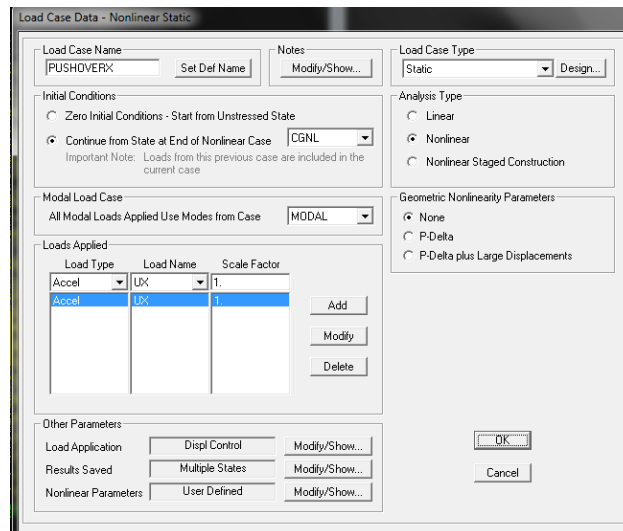 Load Case Data - Nonlinear Static
Load Case Name
PUSHOVERX
Set Def Name
Notes
Modify/Show...
Load Case Type
Static
Design...
Initial Conditions
Zero Initial Conditions - Start from Unstressed State
Continue from State at End of Nonlinear Case
CGNL
Important Note: Loads from this previous case are included in the
current case
Analysis Type
Linear
Nonlinear
Nonlinear Staged Construction
Modal Load Case
All Modal Loads Applied Use Modes from Case
MODAL
Geometric Nonlinearity Parameters
None
P-Delta
P-Delta plus Large Displacements
Loads Applied
Load Type Load Name Scale Factor
Accel UX 1.
Accel UX 1.
Add
Modify
Delete
Other Parameters
Load Application Displ Control Modify/Show...
Results Saved Multiple States Modify/Show...
Nonlinear Parameters User Defined Modify/Show...
OK
Cancel